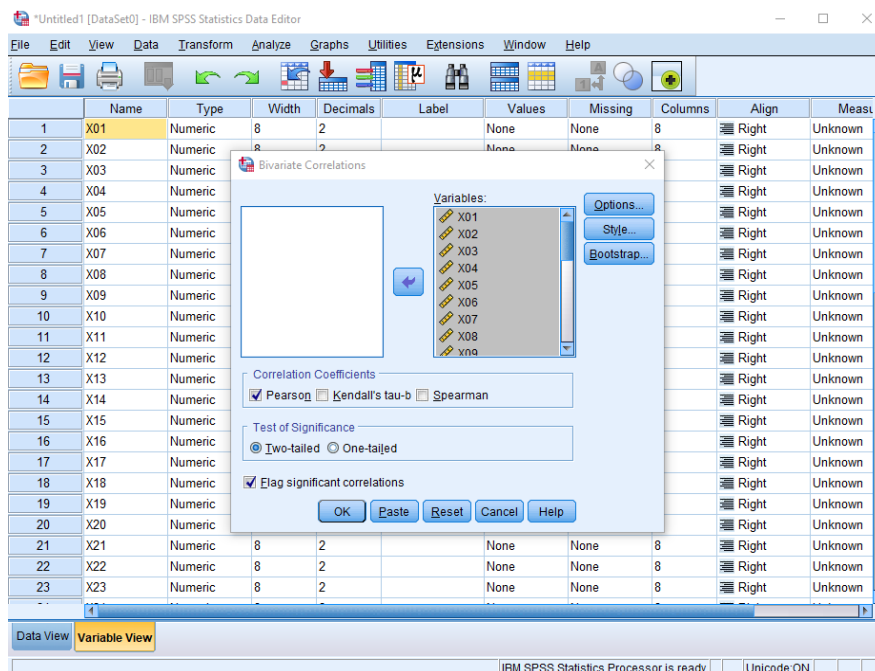 *Untitled1 [DataSet0] - IBM SPSS Statistics Data Editor
File Edit View Data Transform Analyze Graphs Utilities Extensions Window Help
Name Type Width Decimals Label Values Missing Columns Align Measu
1 X01 Numeric 8 2 None None 8 Right Unknown
2 X02 Numeric 8 2 None None 8 Right Unknown
3 X03 Numeric Right Unknown
4 X04 Numeric Right Unknown
5 X05 Numeric Right Unknown
6 X06 Numeric Right Unknown
7 X07 Numeric Right Unknown
8 X08 Numeric Right Unknown
9 X09 Numeric Right Unknown
10 X10 Numeric Right Unknown
11 X11 Numeric Right Unknown
12 X12 Numeric Right Unknown
13 X13 Numeric Right Unknown
14 X14 Numeric Right Unknown
15 X15 Numeric Right Unknown
16 X16 Numeric Right Unknown
17 X17 Numeric Right Unknown
18 X18 Numeric Right Unknown
19 X19 Numeric Right Unknown
20 X20 Numeric Right Unknown
21 X21 Numeric 8 2 None None 8 Right Unknown
22 X22 Numeric 8 2 None None 8 Right Unknown
23 X23 Numeric 8 2 None None 8 Right Unknown
Bivariate Correlations
Variables:
X01
X02
X03
X04
X05
X06
X07
X08
X09
Options...
Style...
Bootstrap...
Correlation Coefficients
Pearson Kendall's tau-b Spearman
Test of Significance
Two-tailed One-tailed
Flag significant correlations
OK Paste Reset Cancel Help
Data View Variable View
IBM SPSS Statistics Processor is ready Unicode:ON